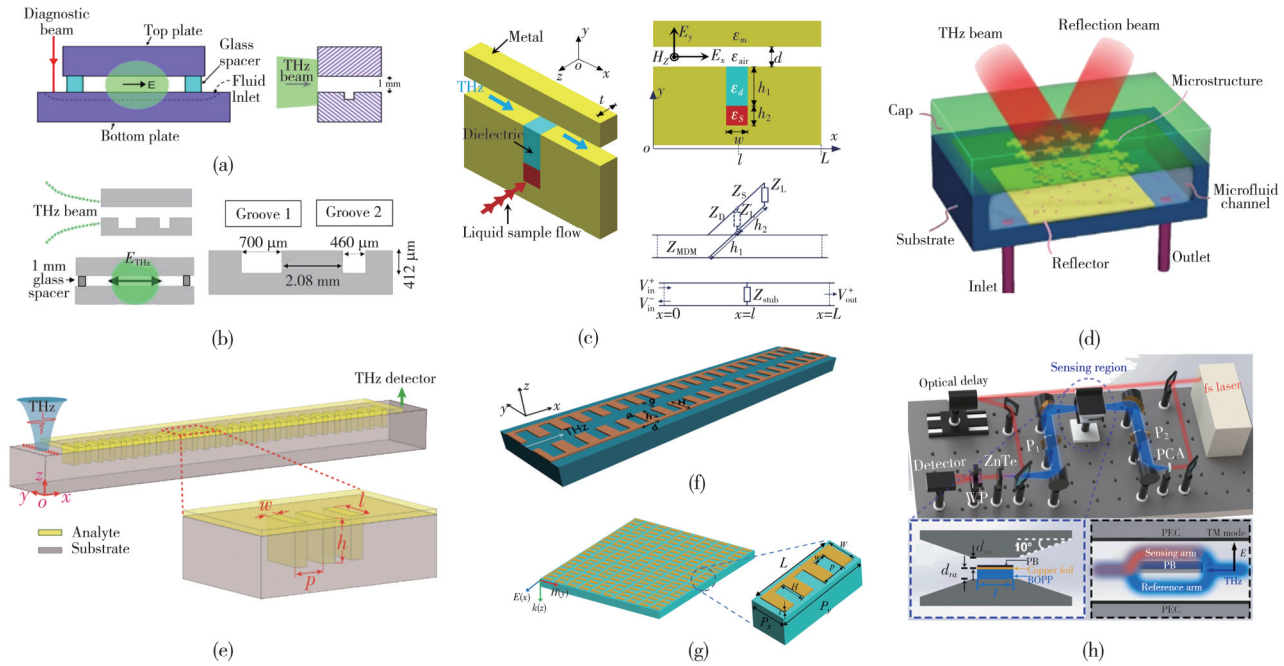 Diagnostic
beam
Top plate
Glass
spacer
E
Fluid
Inlet
Bottom plate
THz
beam
1
mm
(a)
THz beam
1 mm
glass
spacer
E_THz
Groove 1
Groove 2
700 μm
460 μm
412 μm
2.08 mm
(b)
Metal
y
z
o
x
t
THz
Dielectric
Liquid sample flow
E_y
ε_m
H_Z
E_x
ε_air
d
y
ε_d
h_1
ε_S
h_2
w
o
l
L
x
Z_S
Z_L
Z_D
h_2
h_1
Z_MDM
V_in^+
V_in^-
Z_stub
V_out^+
x=0
x=l
x=L
(c)
THz beam
Reflection beam
Microstructure
Cap
Microfluid
channel
Substrate
Reflector
Outlet
Inlet
(d)
THz
THz detector
z
y
o
x
w
l
h
p
Analyte
Substrate
(e)
z
y
x
THz
g
a
h
H
d
(f)
E(x)
H(y)
k(z)
L
W
w
p
H
P_x
P_y
(g)
Sensing region
Optical delay
fs laser
P_1
P_2
ZnTe
PCA
Detector
WP
10°
PB
d_sa
Copper foil
BOPP
l
PEC
TM mode
E
Sensing arm
PB
THz
Reference arm
PEC
(h)